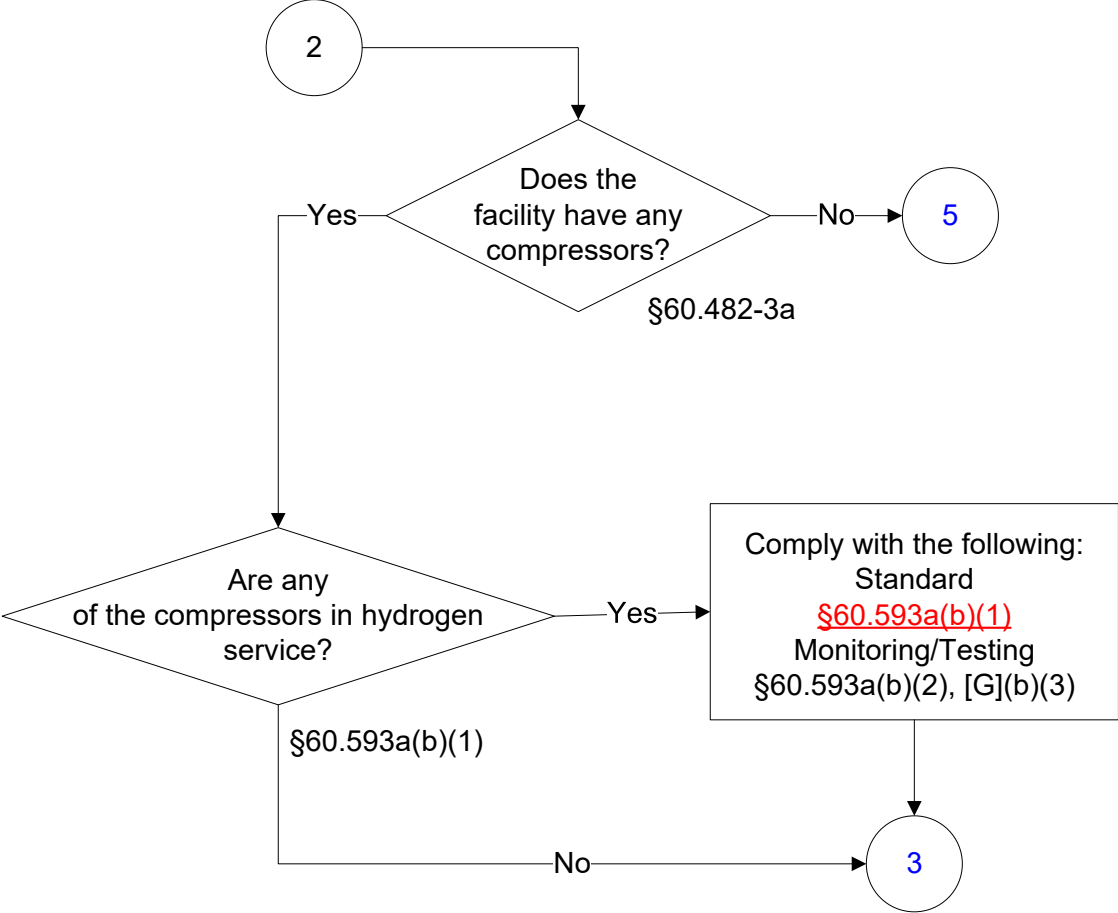 2
Does the
facility have any
compressors?
Yes
No
5
§60.482-3a
Are any
of the compressors in hydrogen
service?
Yes
Comply with the following:
Standard
§60.593a(b)(1)
Monitoring/Testing
§60.593a(b)(2), [G](b)(3)
§60.593a(b)(1)
No
3